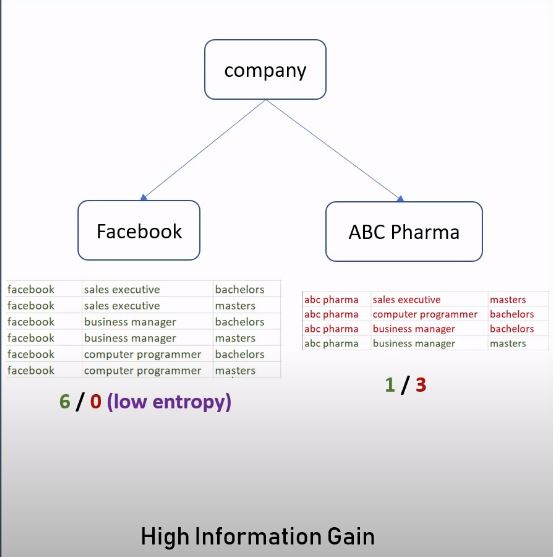 company
Facebook
ABC Pharma
facebook sales executive bachelors
facebook sales executive masters
facebook business manager bachelors
facebook business manager masters
facebook computer programmer bachelors
facebook computer programmer masters
6 / 0 (low entropy)
abc pharma sales executive masters
abc pharma computer programmer bachelors
abc pharma business manager bachelors
abc pharma business manager masters
1 / 3
High Information Gain